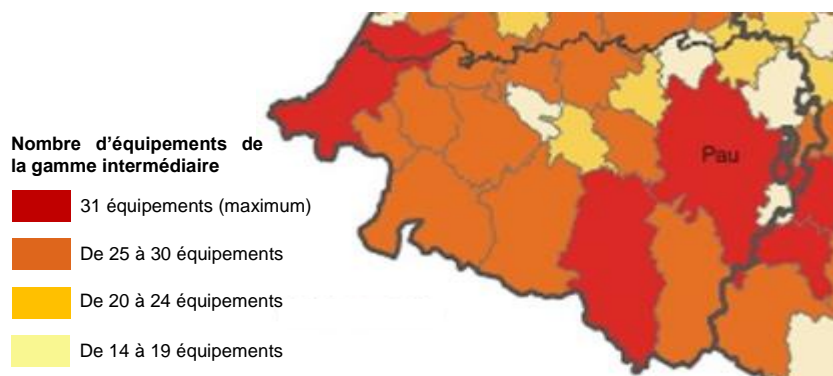 Nombre d'équipements de
la gamme intermédiaire
31 équipements (maximum)
De 25 à 30 équipements
De 20 à 24 équipements
De 14 à 19 équipements
Pau